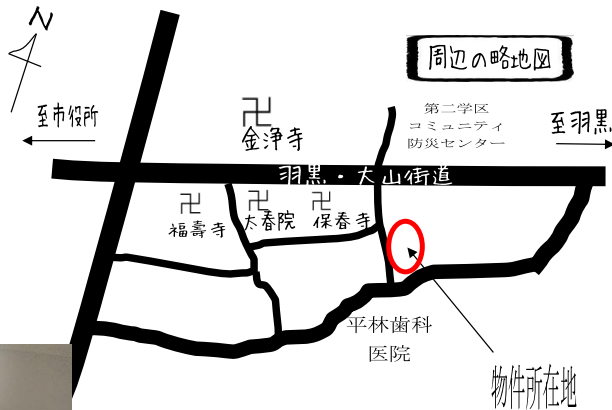 N
周辺の略地図
至市役所
卍
金浄寺
第二学区
コミュニティ
防災センター
至羽黒
羽黒・大山街道
卍 卍 卍
福壽寺 太春院 保春寺
平林歯科
医院
物件所在地